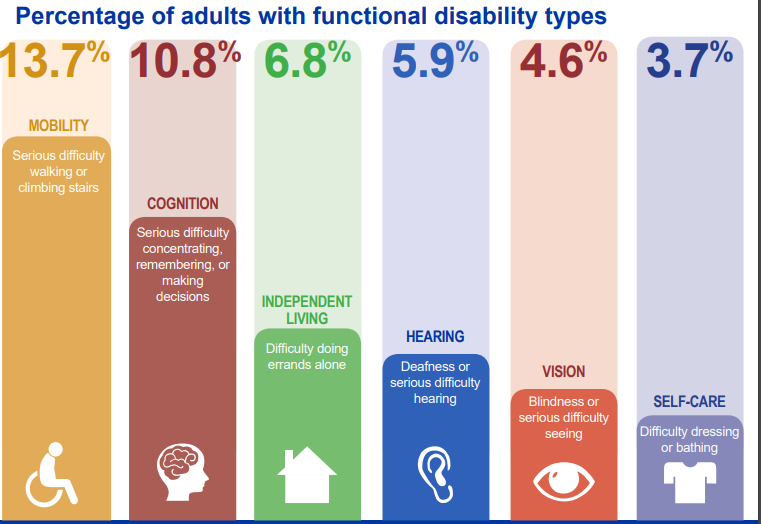 Percentage of adults with functional disability types
13.7%
MOBILITY
Serious difficulty
walking or
climbing stairs
10.8%
COGNITION
Serious difficulty
concentrating,
remembering, or
making
decisions
6.8%
INDEPENDENT
LIVING
Difficulty doing
errands alone
5.9%
HEARING
Deafness or
serious difficulty
hearing
4.6%
VISION
Blindness or
serious difficulty
seeing
3.7%
SELF-CARE
Difficulty dressing
or bathing